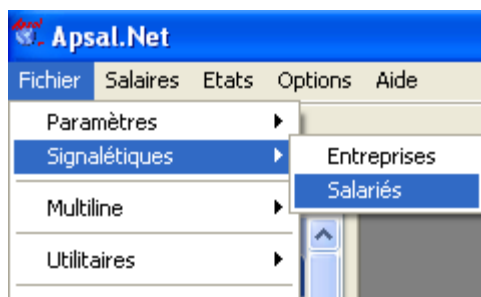 Apsal.Net
Fichier Salaires Etats Options Aide
Paramètres
Signalétiques
Entreprises
Salariés
Multiline
Utilitaires